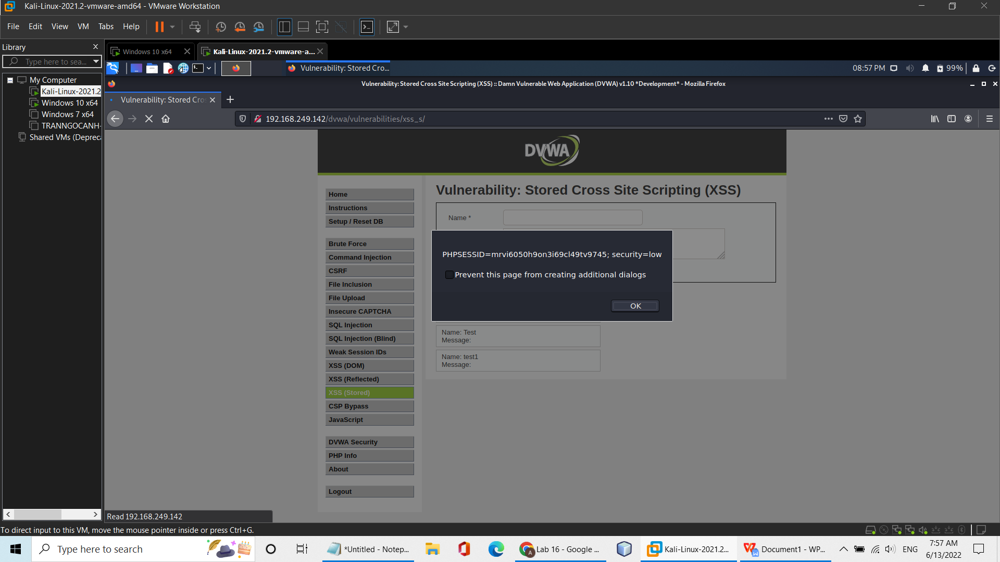 Kali-Linux-2021.2-vmware-amd64 - VMware Workstation
File Edit View VM Tabs Help
Library
Type here to sea...
My Computer
Kali-Linux-2021.2
Windows 10 x64
Windows 7 x64
TRANNGOCANH-
Shared VMs (Depreca
Windows 10 x64
Kali-Linux-2021.2-vmware-a...
Vulnerability: Stored Cro...
08:57 PM
99%
Vulnerability: Stored Cross Site Scripting (XSS) :: Damn Vulnerable Web Application (DVWA) v1.10 *Development* - Mozilla Firefox
Vulnerability: Stored Cros
192.168.249.142/dvwa/vulnerabilities/xss_s/
DVWA
Home
Instructions
Setup / Reset DB
Brute Force
Command Injection
CSRF
File Inclusion
File Upload
Insecure CAPTCHA
SQL Injection
SQL Injection (Blind)
Weak Session IDs
XSS (DOM)
XSS (Reflected)
XSS (Stored)
CSP Bypass
JavaScript
DVWA Security
PHP Info
About
Logout
Vulnerability: Stored Cross Site Scripting (XSS)
Name *
PHPSESSID=mrvi6050h9on3i69cl49tv9745; security=low
Prevent this page from creating additional dialogs
OK
Name: Test
Message:
Name: test1
Message:
Read 192.168.249.142
To direct input to this VM, move the mouse pointer inside or press Ctrl+G.
Type here to search
*Untitled - Notep...
Lab 16 - Google ...
Kali-Linux-2021.2...
Document1 - WP...
ENG
7:57 AM
6/13/2022